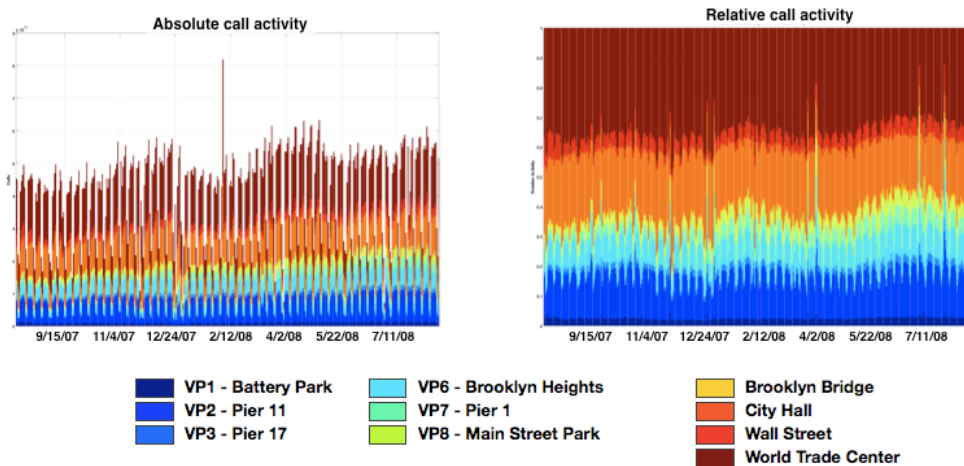 Absolute call activity
Relative call activity
9/15/07 11/4/07 12/24/07 2/12/08 4/2/08 5/22/08 7/11/08
9/15/07 11/4/07 12/24/07 2/12/08 4/2/08 5/22/08 7/11/08
VP1 - Battery Park
VP2 - Pier 11
VP3 - Pier 17
VP6 - Brooklyn Heights
VP7 - Pier 1
VP8 - Main Street Park
Brooklyn Bridge
City Hall
Wall Street
World Trade Center